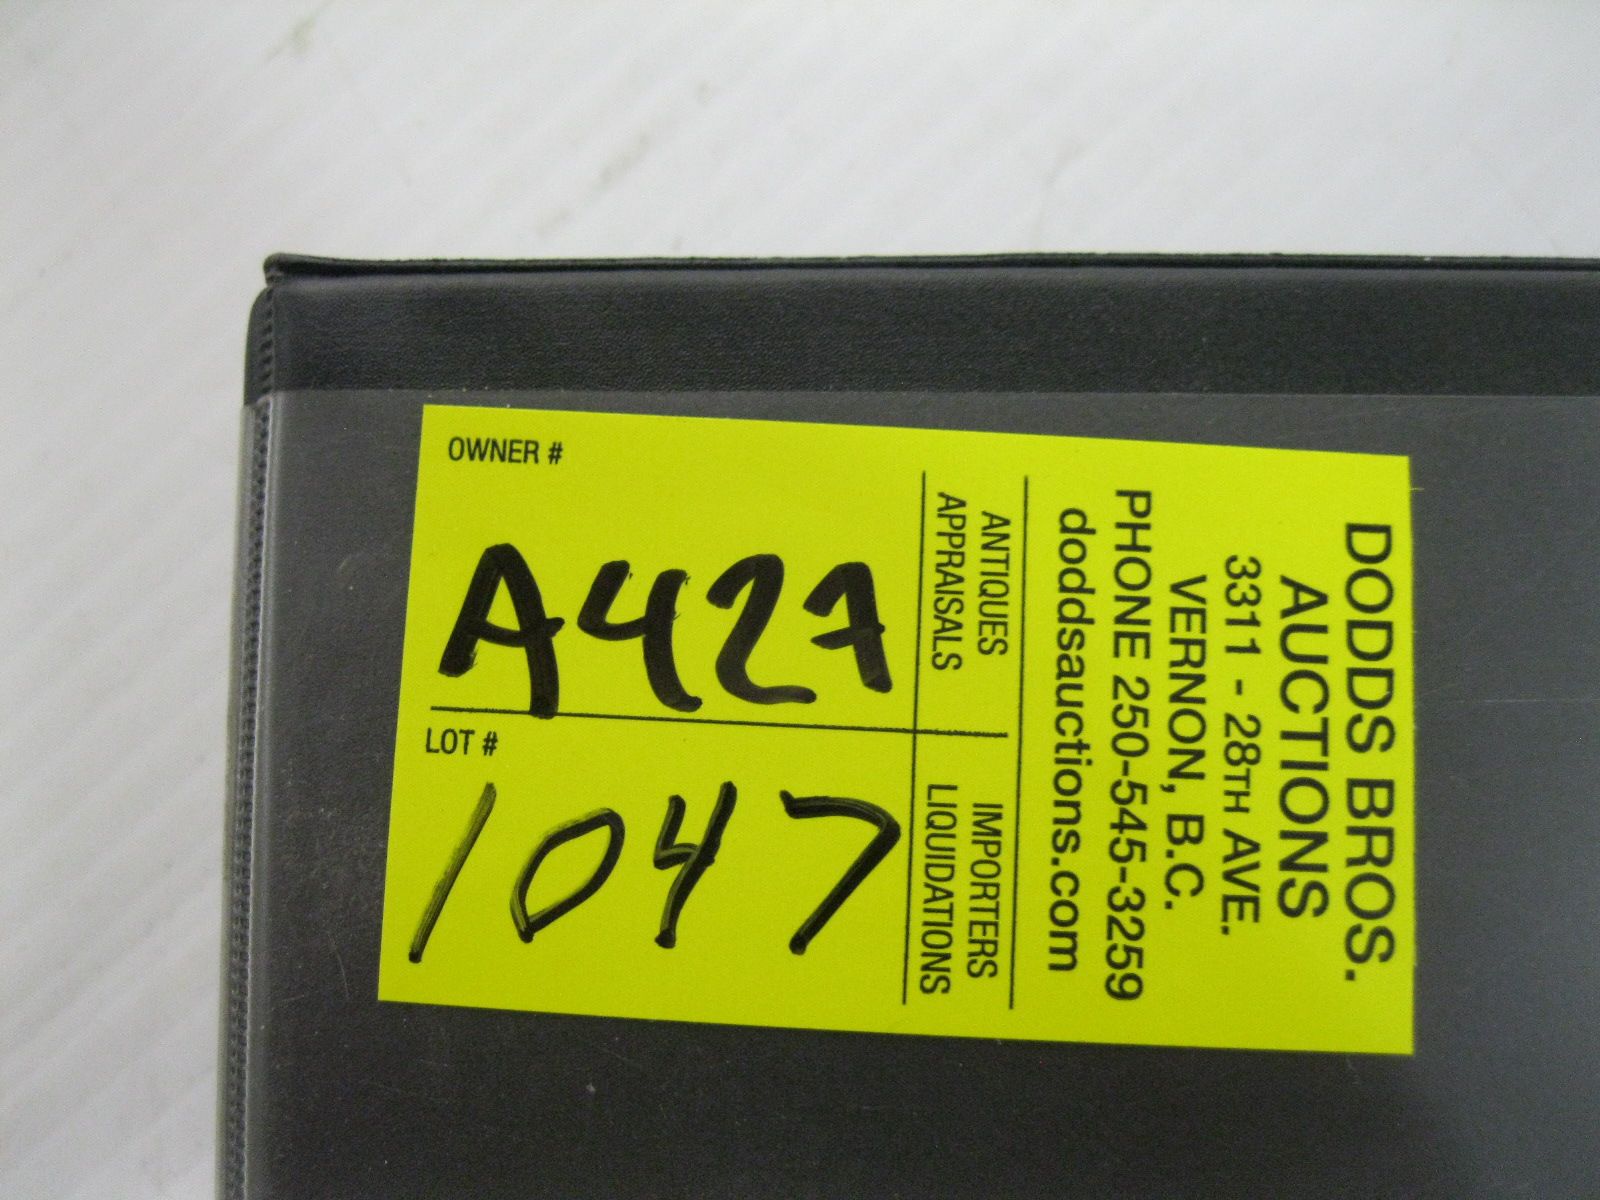 OWNER #
A427
LOT #
1047
DODDS BROS.
AUCTIONS
3311 - 28TH AVE.
VERNON, B.C.
PHONE 250-545-3259
doddsauctions.com
ANTIQUES
APPRAISALS
IMPORTERS
LIQUIDATIONS